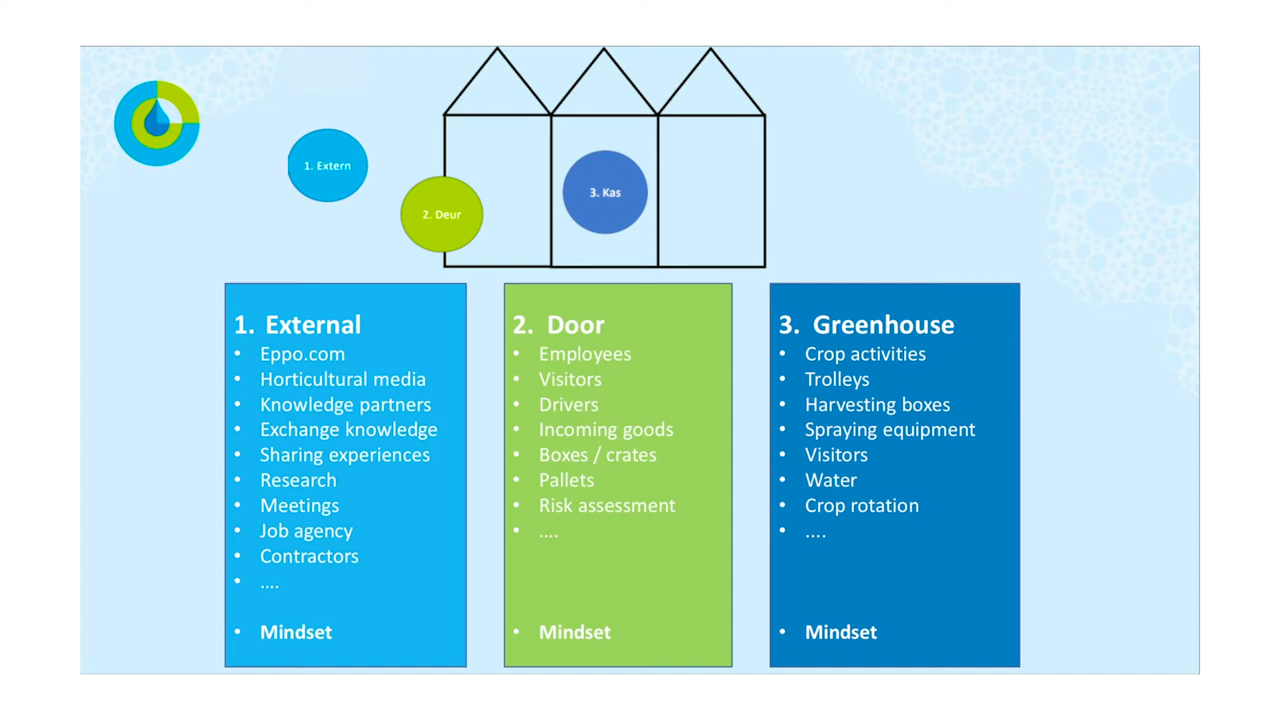 1. Extern
2. Deur
3. Kas
1. External
• Eppo.com
• Horticultural media
• Knowledge partners
• Exchange knowledge
• Sharing experiences
• Research
• Meetings
• Job agency
• Contractors
• ....
• Mindset
2. Door
• Employees
• Visitors
• Drivers
• Incoming goods
• Boxes / crates
• Pallets
• Risk assessment
• ....
• Mindset
3. Greenhouse
• Crop activities
• Trolleys
• Harvesting boxes
• Spraying equipment
• Visitors
• Water
• Crop rotation
• ....
• Mindset